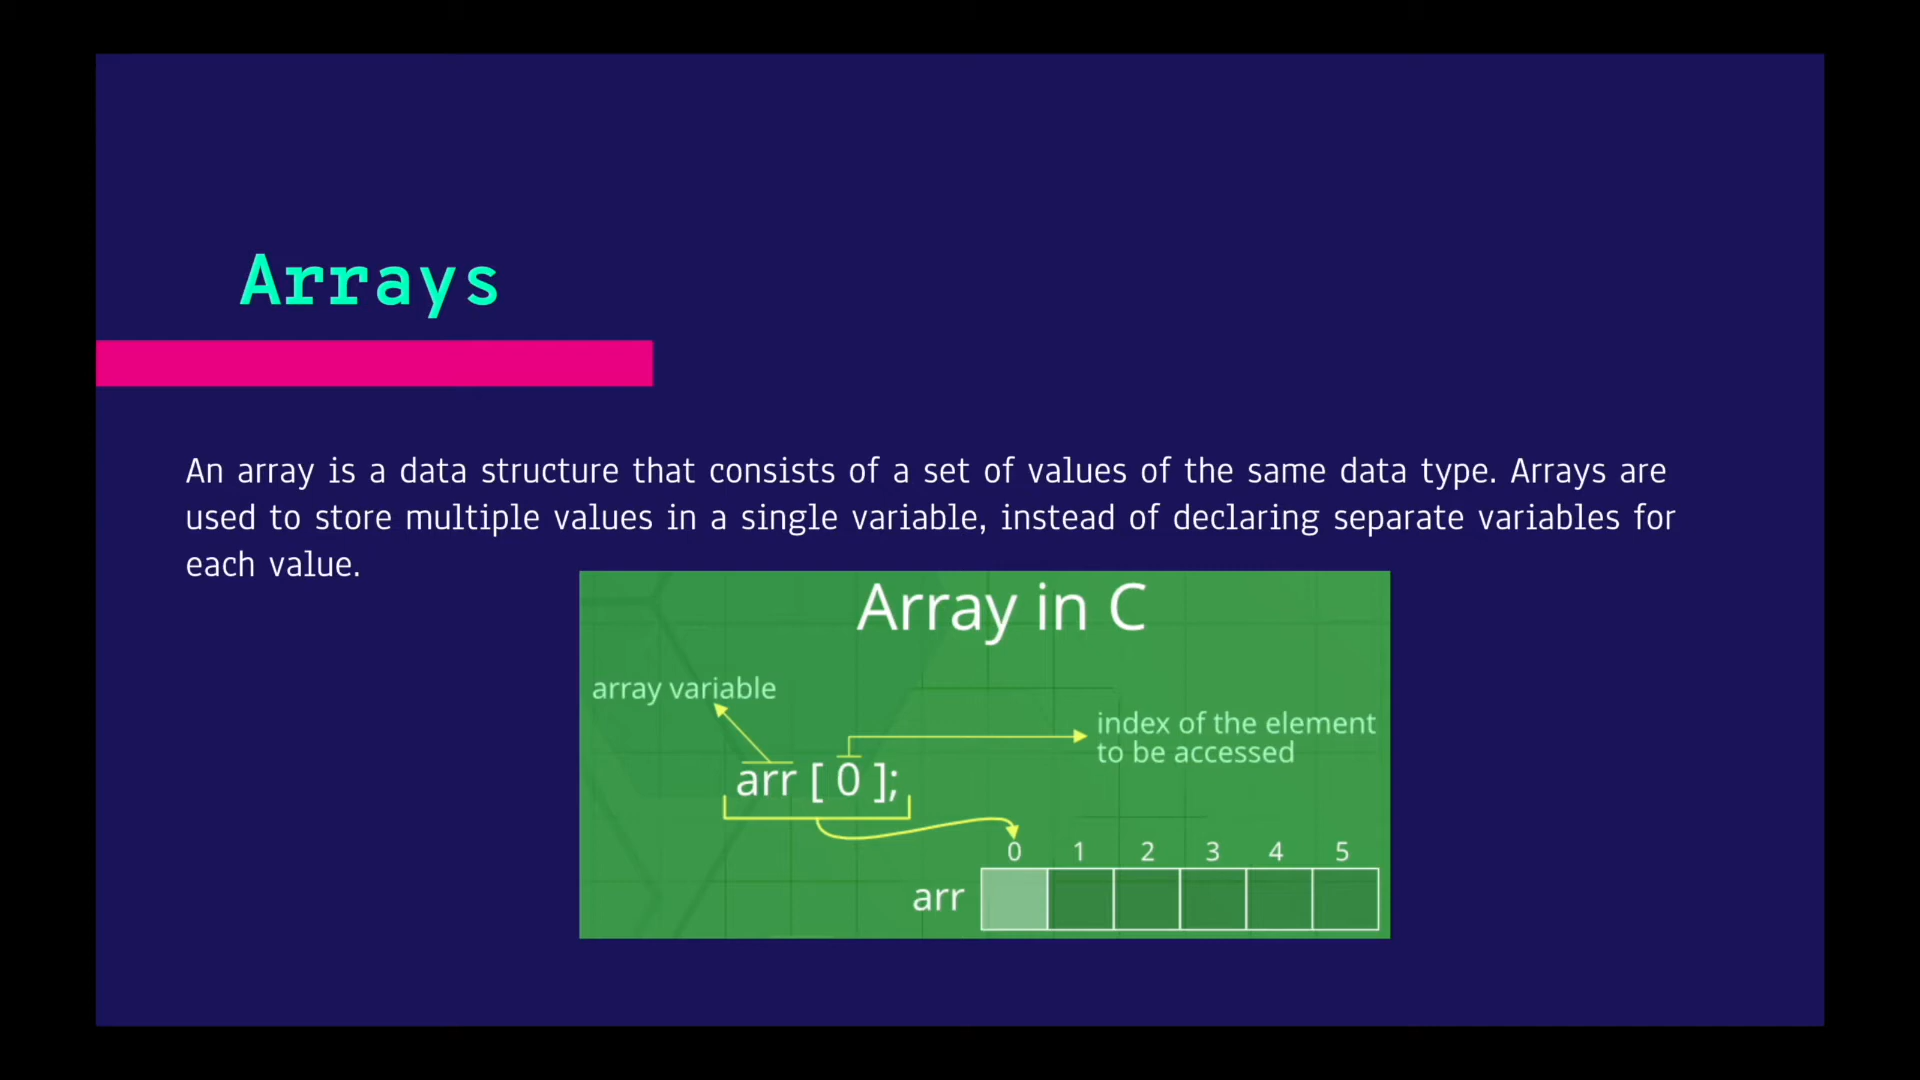 Arrays
An array is a data structure that consists of a set of values of the same data type. Arrays are
used to store multiple values in a single variable, instead of declaring separate variables for
each value.
Array in C
array variable
index of the element
to be accessed
arr [ 0 ];
0 1 2 3 4 5
arr